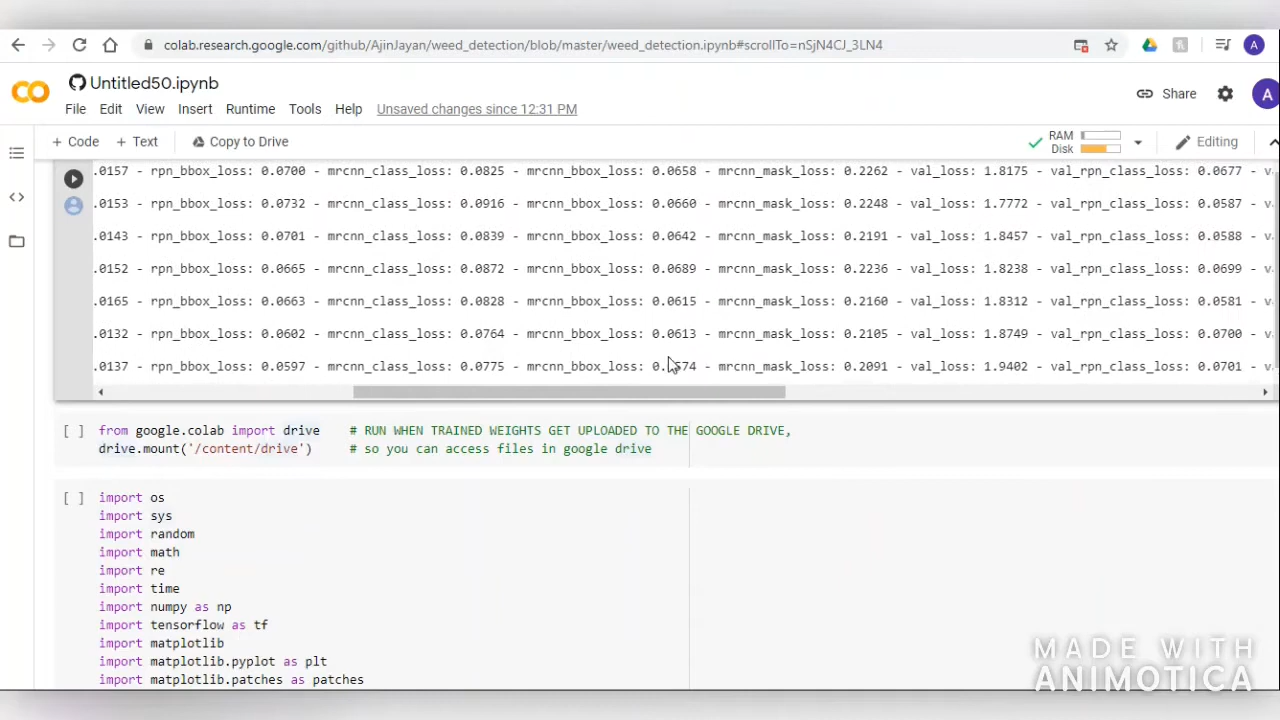 colab.research.google.com/github/AjinJayan/weed_detection/blob/master/weed_detection.ipynb#scrollTo=nSjN4CJ_3LN4
A
Untitled50.ipynb
File Edit View Insert Runtime Tools Help Unsaved changes since 12:31 PM
Share
A
+ Code + Text Copy to Drive
RAM
Disk
Editing
.0157 - rpn_bbox_loss: 0.0700 - mrcnn_class_loss: 0.0825 - mrcnn_bbox_loss: 0.0658 - mrcnn_mask_loss: 0.2262 - val_loss: 1.8175 - val_rpn_class_loss: 0.0677 - v
.0153 - rpn_bbox_loss: 0.0732 - mrcnn_class_loss: 0.0916 - mrcnn_bbox_loss: 0.0660 - mrcnn_mask_loss: 0.2248 - val_loss: 1.7772 - val_rpn_class_loss: 0.0587 - v
.0143 - rpn_bbox_loss: 0.0701 - mrcnn_class_loss: 0.0839 - mrcnn_bbox_loss: 0.0642 - mrcnn_mask_loss: 0.2191 - val_loss: 1.8457 - val_rpn_class_loss: 0.0588 - v
.0152 - rpn_bbox_loss: 0.0665 - mrcnn_class_loss: 0.0872 - mrcnn_bbox_loss: 0.0689 - mrcnn_mask_loss: 0.2236 - val_loss: 1.8238 - val_rpn_class_loss: 0.0699 - v
.0165 - rpn_bbox_loss: 0.0663 - mrcnn_class_loss: 0.0828 - mrcnn_bbox_loss: 0.0615 - mrcnn_mask_loss: 0.2160 - val_loss: 1.8312 - val_rpn_class_loss: 0.0581 - v
.0132 - rpn_bbox_loss: 0.0602 - mrcnn_class_loss: 0.0764 - mrcnn_bbox_loss: 0.0613 - mrcnn_mask_loss: 0.2105 - val_loss: 1.8749 - val_rpn_class_loss: 0.0700 - v
.0137 - rpn_bbox_loss: 0.0597 - mrcnn_class_loss: 0.0775 - mrcnn_bbox_loss: - mrcnn_mask_loss: 0.2091 - val_loss: 1.9402 - val_rpn_class_loss: 0.0701 - v
[ ] from google.colab import drive # RUN WHEN TRAINED WEIGHTS GET UPLOADED TO THE GOOGLE DRIVE,
drive.mount('/content/drive') # so you can access files in google drive
[ ] import os
import sys
import random
import math
import re
import time
import numpy as np
import tensorflow as tf
import matplotlib
import matplotlib.pyplot as plt
import matplotlib.patches as patches
MADE WITH
ANIMOTICA